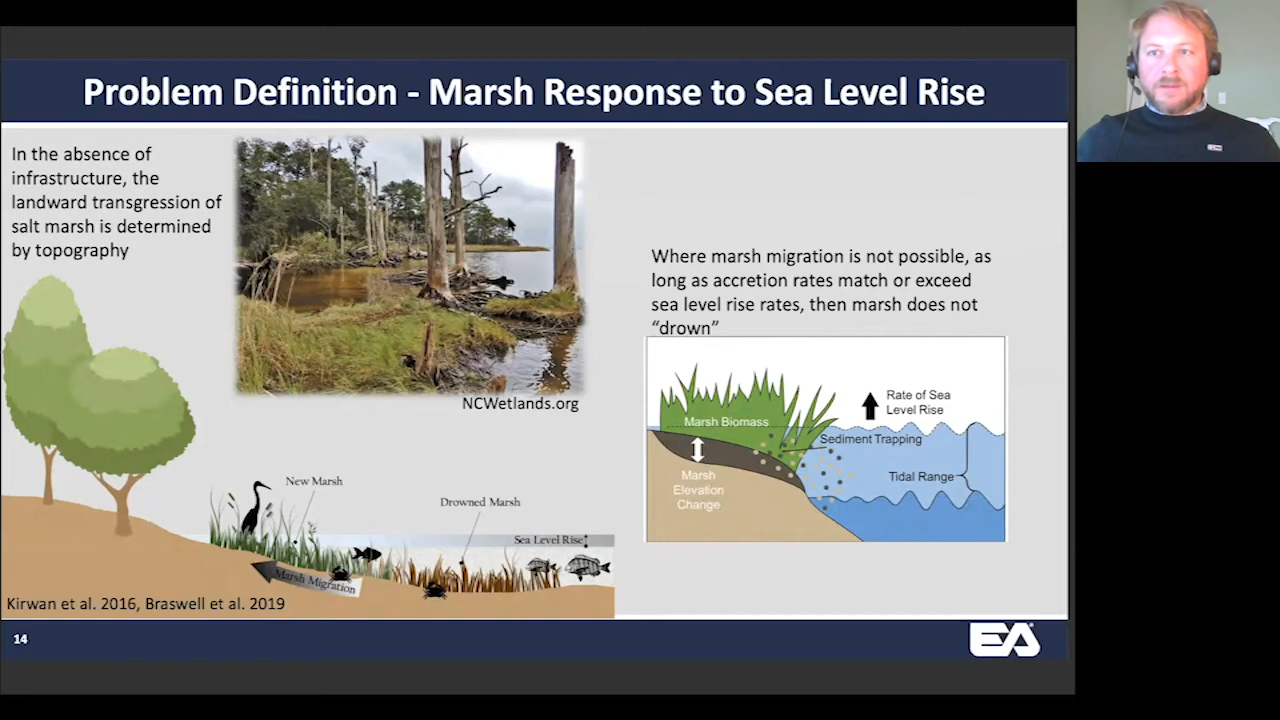 Problem Definition - Marsh Response to Sea Level Rise
In the absence of
infrastructure, the
landward transgression of
salt marsh is determined
by topography
NCWetlands.org
New Marsh
Drowned Marsh
Sea Level Rise
Marsh Migration
Kirwan et al. 2016, Braswell et al. 2019
Where marsh migration is not possible, as
long as accretion rates match or exceed
sea level rise rates, then marsh does not
“drown”
Rate of Sea
Level Rise
Marsh Biomass
Sediment Trapping
Marsh
Elevation
Change
Tidal Range
14
EA